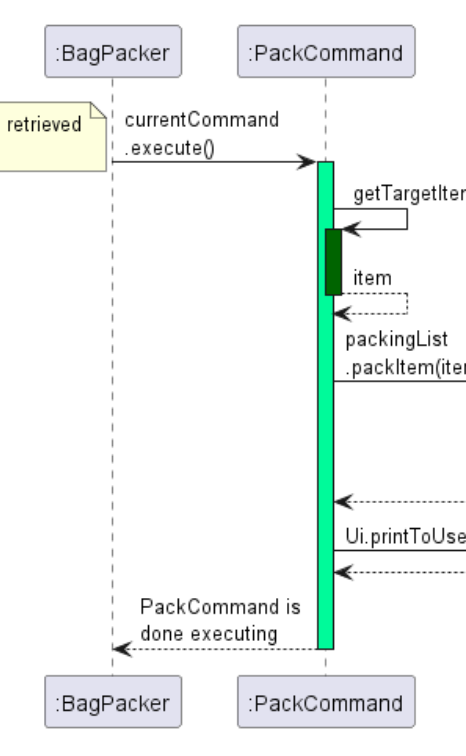 :BagPacker
:PackCommand
retrieved
currentCommand
.execute()
getTargetIter
item
packingList
.packItem(iter
Ui.printToUse
PackCommand is
done executing
:BagPacker
:PackCommand